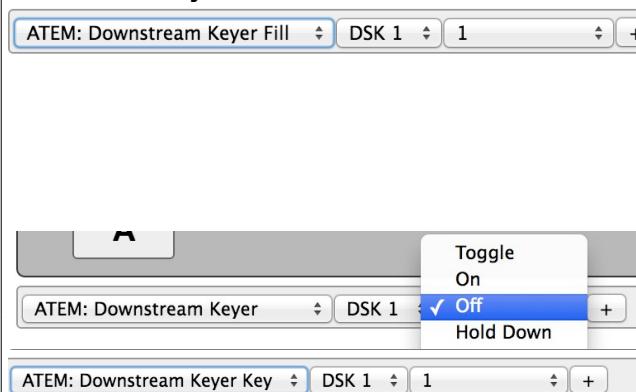 ATEM: Downstream Keyer Fill DSK 1 1 +
A
Toggle
On
ATEM: Downstream Keyer DSK 1 ✓ Off +
Hold Down
ATEM: Downstream Keyer Key DSK 1 1 +